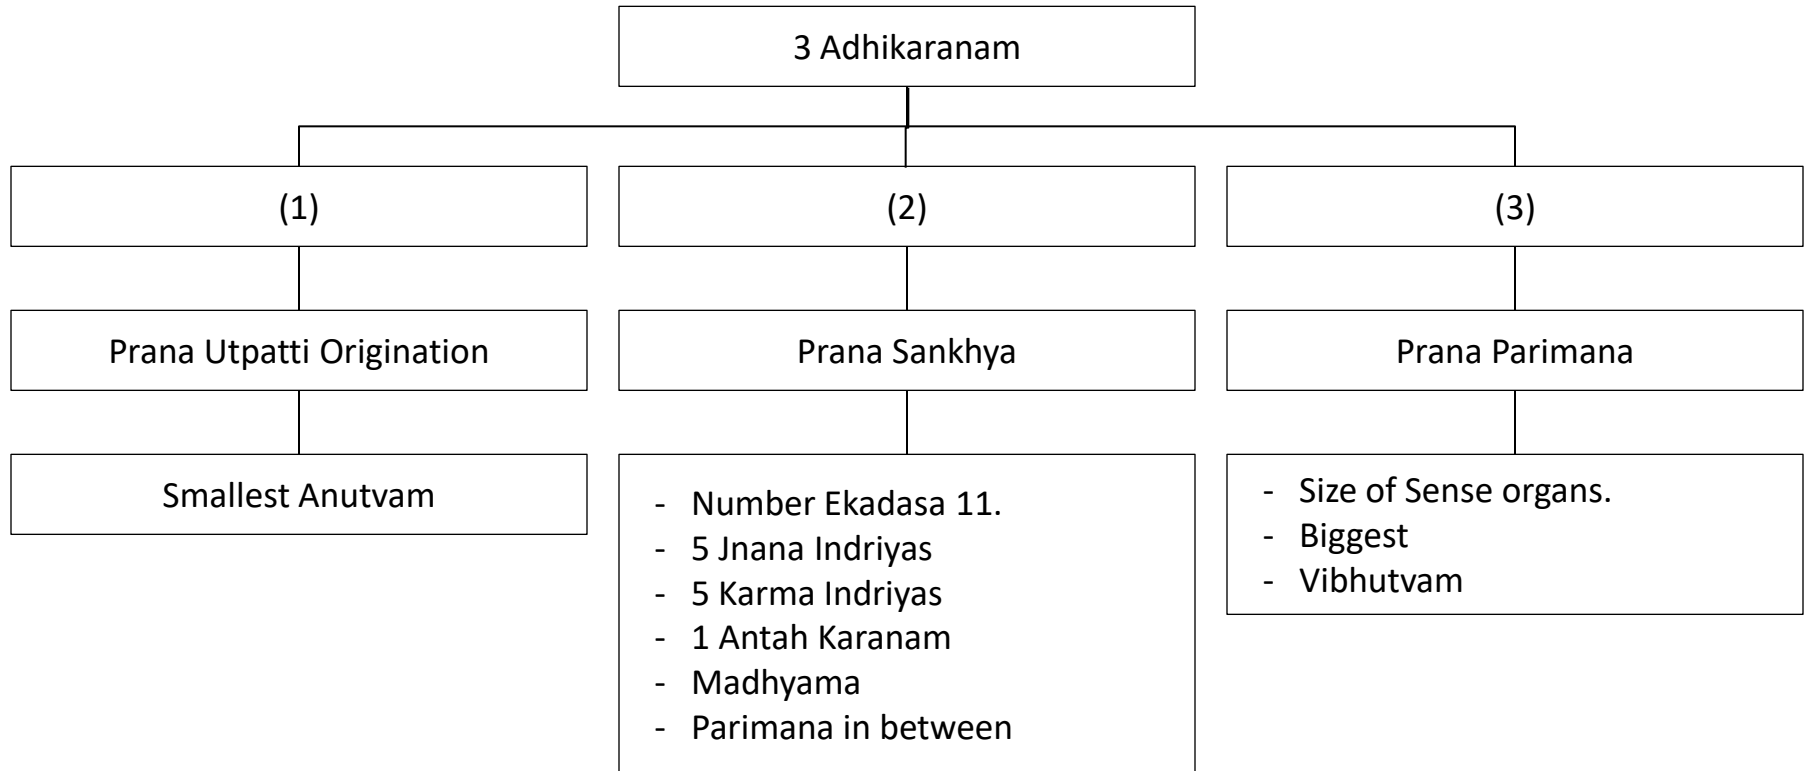 3 Adhikaranam
(1)
(2)
(3)
Prana Utpatti Origination
Prana Sankhya
Prana Parimana
Smallest Anutvam
- Number Ekadasa 11.
- 5 Jnana Indriyas
- 5 Karma Indriyas
- 1 Antah Karanam
- Madhyama
- Parimana in between
- Size of Sense organs.
- Biggest
- Vibhutvam